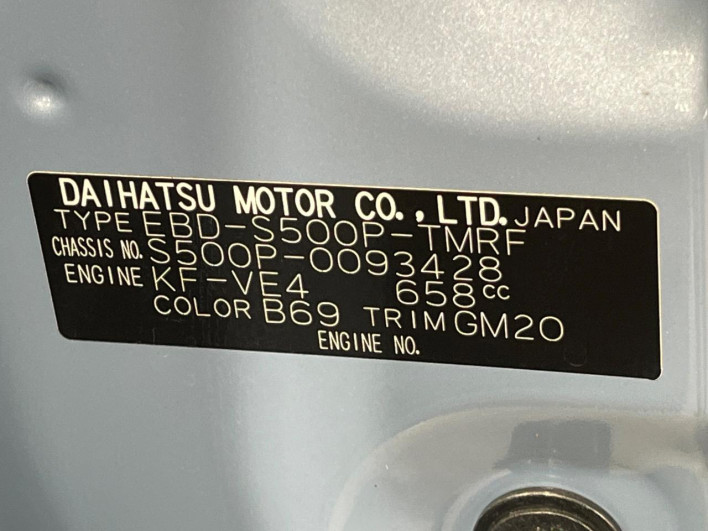 DAIHATSU MOTOR CO.,LTD. JAPAN
TYPE EBD-S500P-TMRF
CHASSIS NO. S500P-0093428
ENGINE KF-VE4 658cc
COLOR B69 TRIM GM20
ENGINE NO.